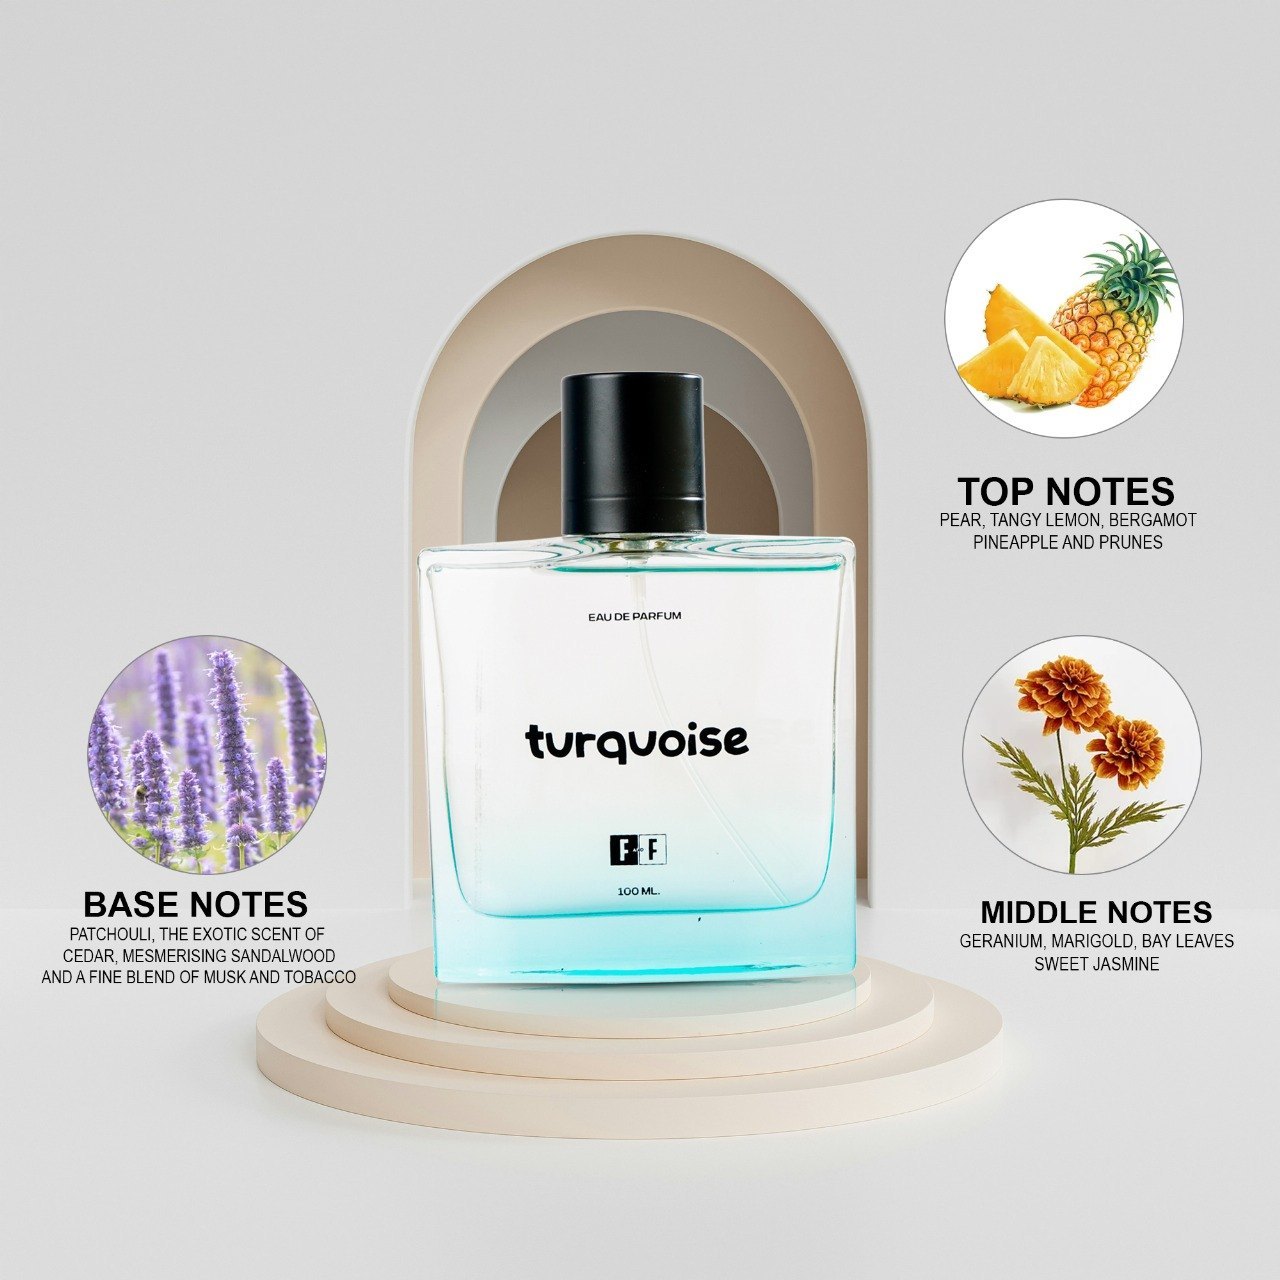 TOP NOTES
PEAR, TANGY LEMON, BERGAMOT
PINEAPPLE AND PRUNES
EAU DE PARFUM
turquoise
F AND F
100 ML.
BASE NOTES
PATCHOULI, THE EXOTIC SCENT OF
CEDAR, MESMERISING SANDALWOOD
AND A FINE BLEND OF MUSK AND TOBACCO
MIDDLE NOTES
GERANIUM, MARIGOLD, BAY LEAVES
SWEET JASMINE